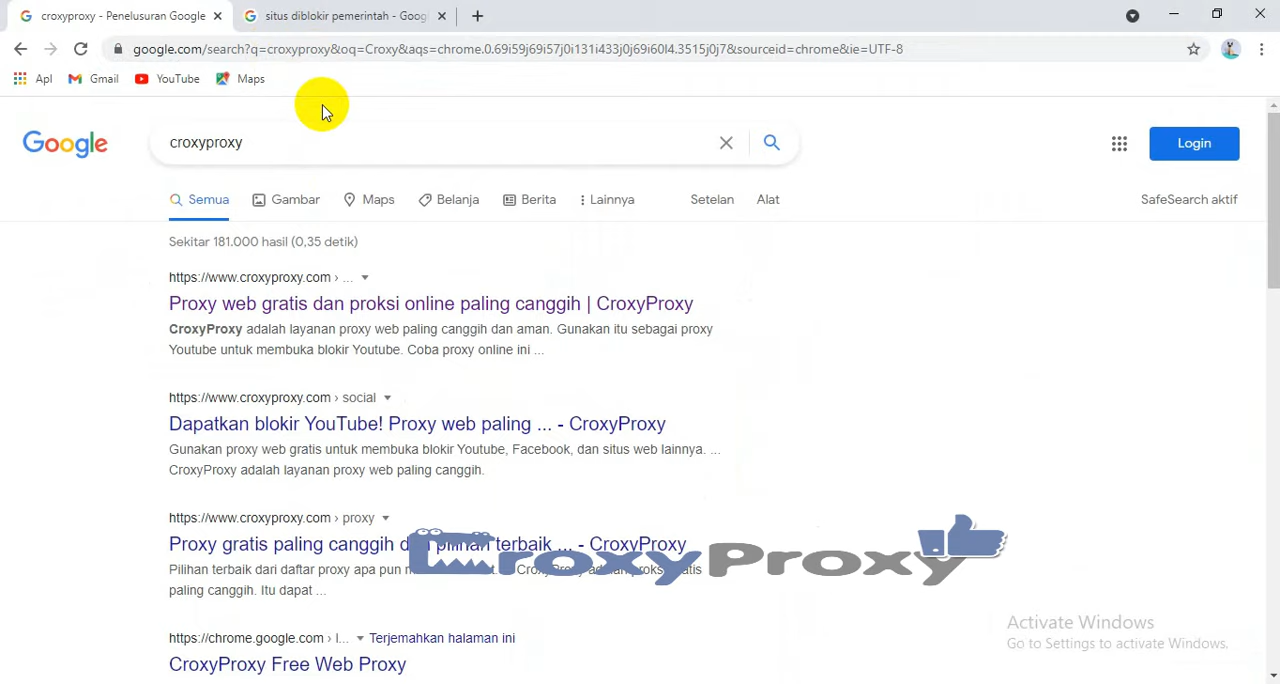 croxyproxy - Penelusuran Google
situs diblokir pemerintah - Goog
google.com/search?q=croxyproxy&oq=Croxy&aqs=chrome.0.69i59j69i57j0i131i433j0j69i60l4.3515j0j7&sourceid=chrome&ie=UTF-8
Apl Gmail YouTube Maps
Google
croxyproxy
Login
Semua Gambar Maps Belanja Berita Lainnya Setelan Alat SafeSearch aktif
Sekitar 181.000 hasil (0,35 detik)
https://www.croxyproxy.com › ...
Proxy web gratis dan proksi online paling canggih | CroxyProxy
CroxyProxy adalah layanan proxy web paling canggih dan aman. Gunakan itu sebagai proxy
Youtube untuk membuka blokir Youtube. Coba proxy online ini ...
https://www.croxyproxy.com › social
Dapatkan blokir YouTube! Proxy web paling ... - CroxyProxy
Gunakan proxy web gratis untuk membuka blokir Youtube, Facebook, dan situs web lainnya. ...
CroxyProxy adalah layanan proxy web paling canggih.
https://www.croxyproxy.com › proxy
Proxy gratis paling canggih dan pilihan terbaik ... - CroxyProxy
CroxyProxy
Pilihan terbaik dari daftar proxy apa pun CroxyProxy adalah proksi gratis
paling canggih. Itu dapat ...
https://chrome.google.com › l... Terjemahkan halaman ini
CroxyProxy Free Web Proxy
Activate Windows
Go to Settings to activate Windows.